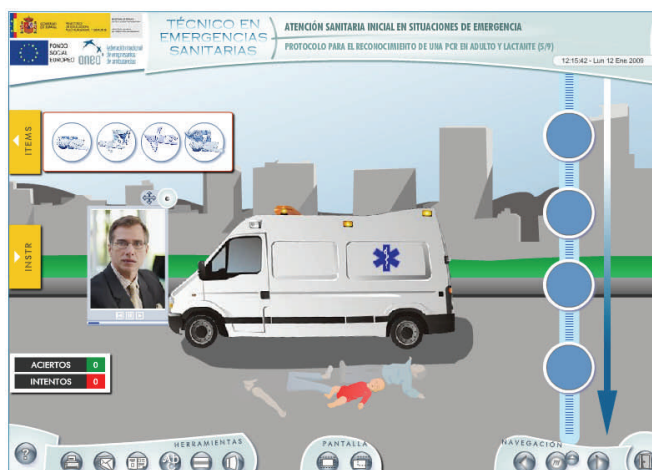 FONDO
SOCIAL
EUROPEO
aneo
TÉCNICO EN
EMERGENCIAS
SANITARIAS
ATENCIÓN SANITARIA INICIAL EN SITUACIONES DE EMERGENCIA
PROTOCOLO PARA EL RECONOCIMIENTO DE UNA PCR EN ADULTO Y LACTANTE (5/9)
12:15:42 - Lun 12 Ene 2009
ITEMS
INSTR
ACIERTOS 0
INTENTOS 0
HERRAMIENTAS
PANTALLA
NAVEGACIÓN